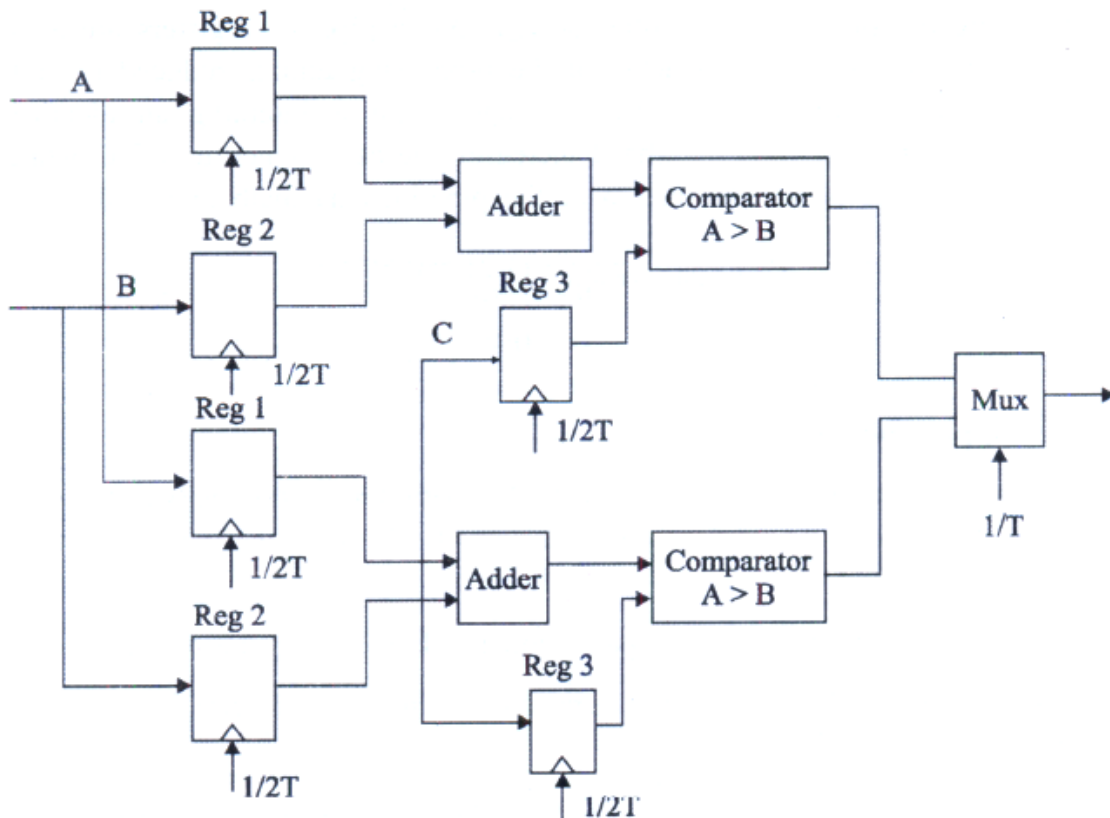 Reg 1
A
1/2T
Reg 2
B
1/2T
Adder
Comparator
A > B
Reg 3
C
1/2T
Mux
1/T
Reg 1
1/2T
Adder
Comparator
A > B
Reg 2
1/2T
Reg 3
1/2T